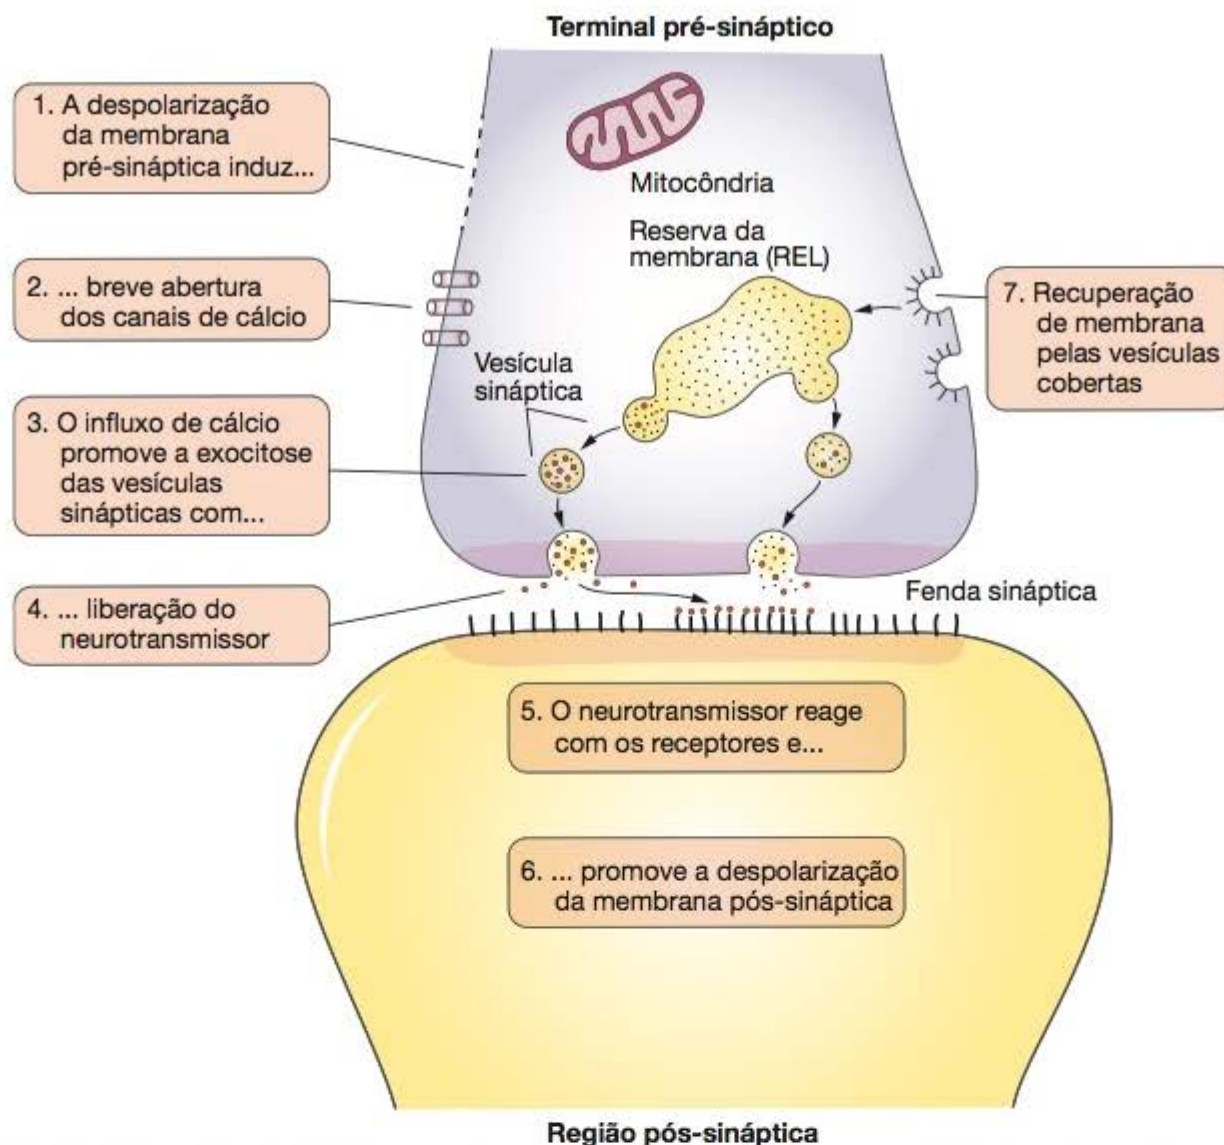 Terminal pré-sináptico
1. A despolarização
da membrana
pré-sináptica induz...
Mitocôndria
Reserva da
membrana (REL)
2. ... breve abertura
dos canais de cálcio
7. Recuperação
de membrana
pelas vesículas
cobertas
Vesícula
sináptica
3. O influxo de cálcio
promove a exocitose
das vesículas
sinápticas com...
4. ... liberação do
neurotransmissor
Fenda sináptica
5. O neurotransmissor reage
com os receptores e...
6. ... promove a despolarização
da membrana pós-sináptica
Região pós-sináptica